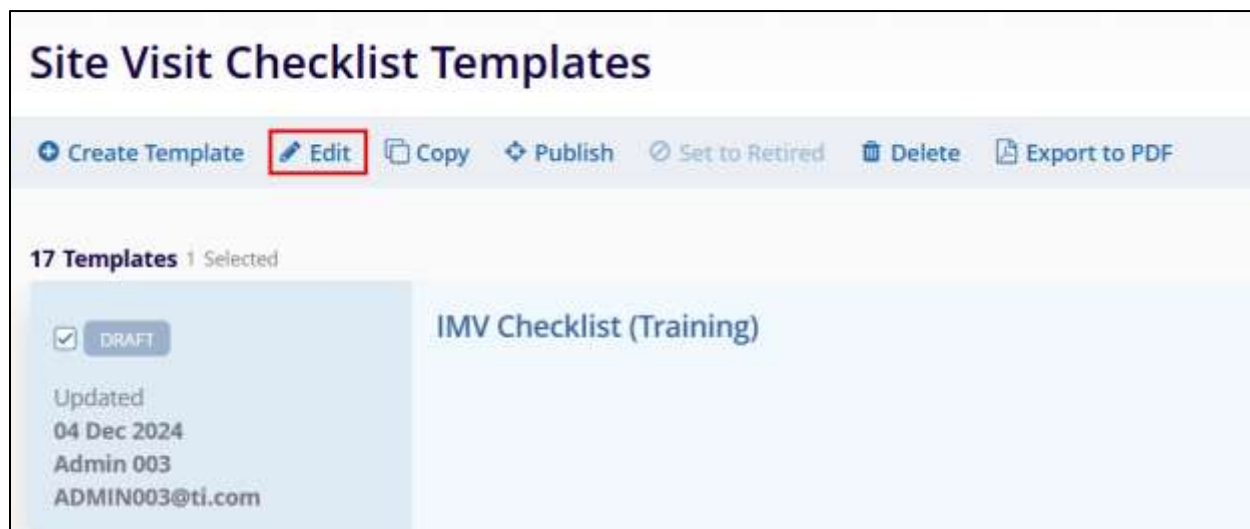 Site Visit Checklist Templates
Create Template Edit Copy Publish Set to Retired Delete Export to PDF
17 Templates 1 Selected
DRAFT
IMV Checklist (Training)
Updated
04 Dec 2024
Admin 003
ADMIN003@ti.com